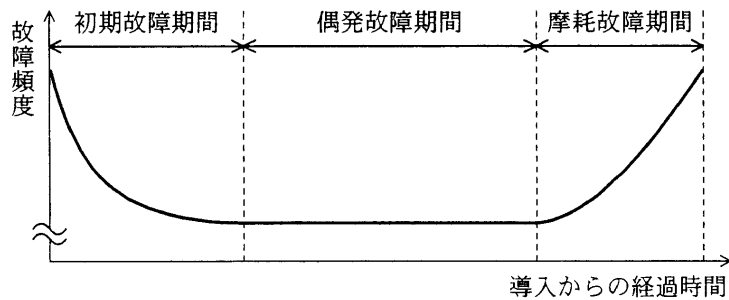 故障頻度
初期故障期間
偶発故障期間
摩耗故障期間
導入からの経過時間